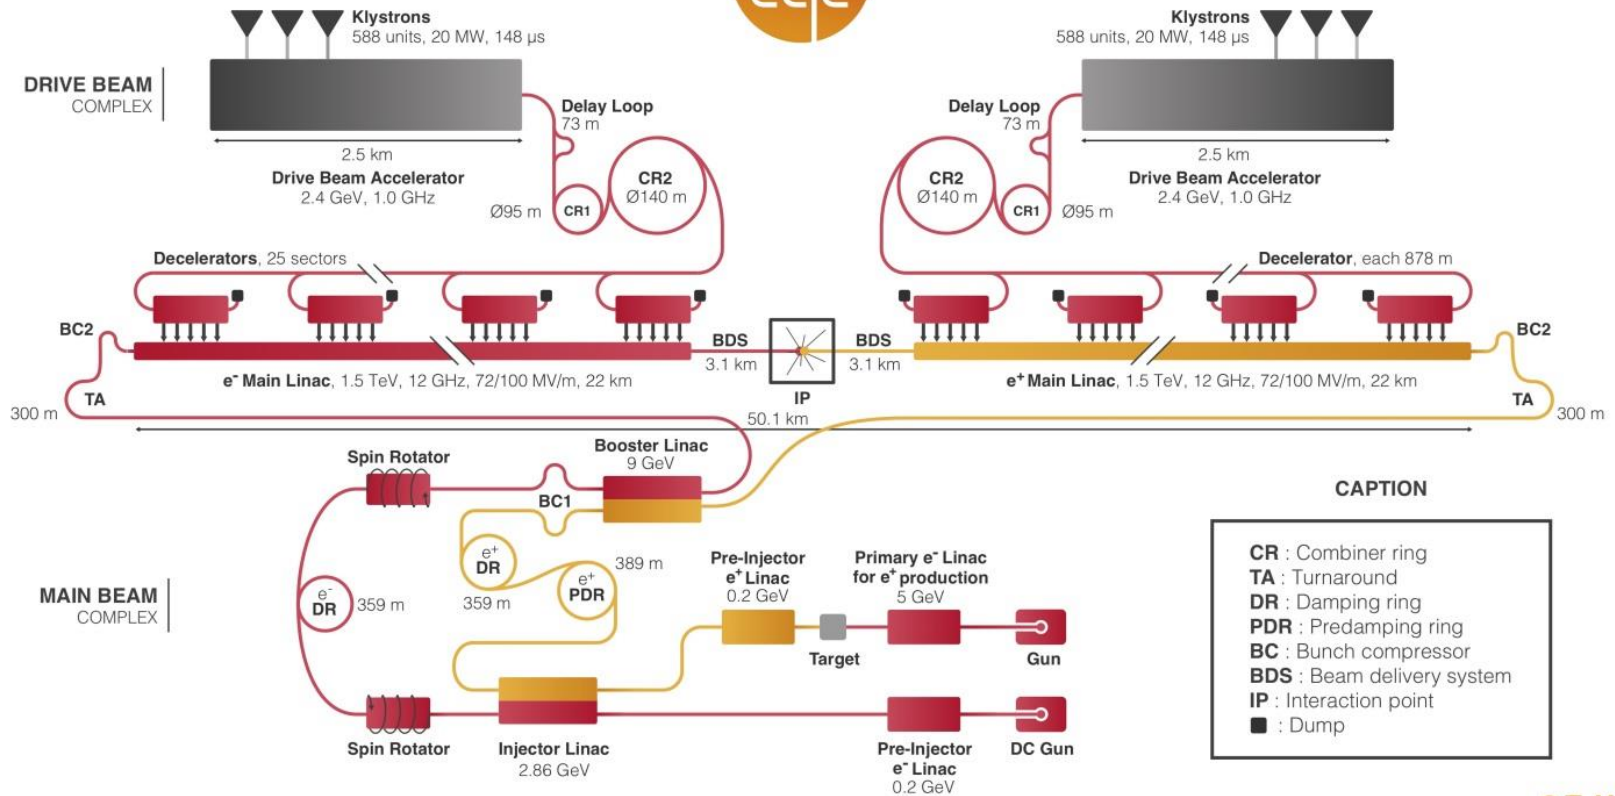 Klystrons
588 units, 20 MW, 148 µs
Klystrons
588 units, 20 MW, 148 µs
DRIVE BEAM
COMPLEX
Delay Loop
73 m
Delay Loop
73 m
2.5 km
2.5 km
Drive Beam Accelerator
2.4 GeV, 1.0 GHz
Drive Beam Accelerator
2.4 GeV, 1.0 GHz
CR2
Ø140 m
CR2
Ø140 m
Ø95 m
CR1
CR1
Ø95 m
Decelerators, 25 sectors
Decelerator, each 878 m
BC2
BDS
3.1 km
BDS
3.1 km
BC2
e⁻ Main Linac, 1.5 TeV, 12 GHz, 72/100 MV/m, 22 km
IP
e⁺ Main Linac, 1.5 TeV, 12 GHz, 72/100 MV/m, 22 km
300 m
TA
50.1 km
TA
300 m
Spin Rotator
Booster Linac
9 GeV
BC1
CAPTION
CR : Combiner ring
TA : Turnaround
DR : Damping ring
PDR : Predamping ring
BC : Bunch compressor
BDS : Beam delivery system
IP : Interaction point
: Dump
e⁺
DR
359 m
e⁺
PDR
389 m
Pre-Injector
e⁺ Linac
0.2 GeV
Primary e⁻ Linac
for e⁺ production
5 GeV
MAIN BEAM
COMPLEX
e⁻
DR
359 m
Target
Gun
Spin Rotator
Injector Linac
2.86 GeV
Pre-Injector
e⁻ Linac
0.2 GeV
DC Gun